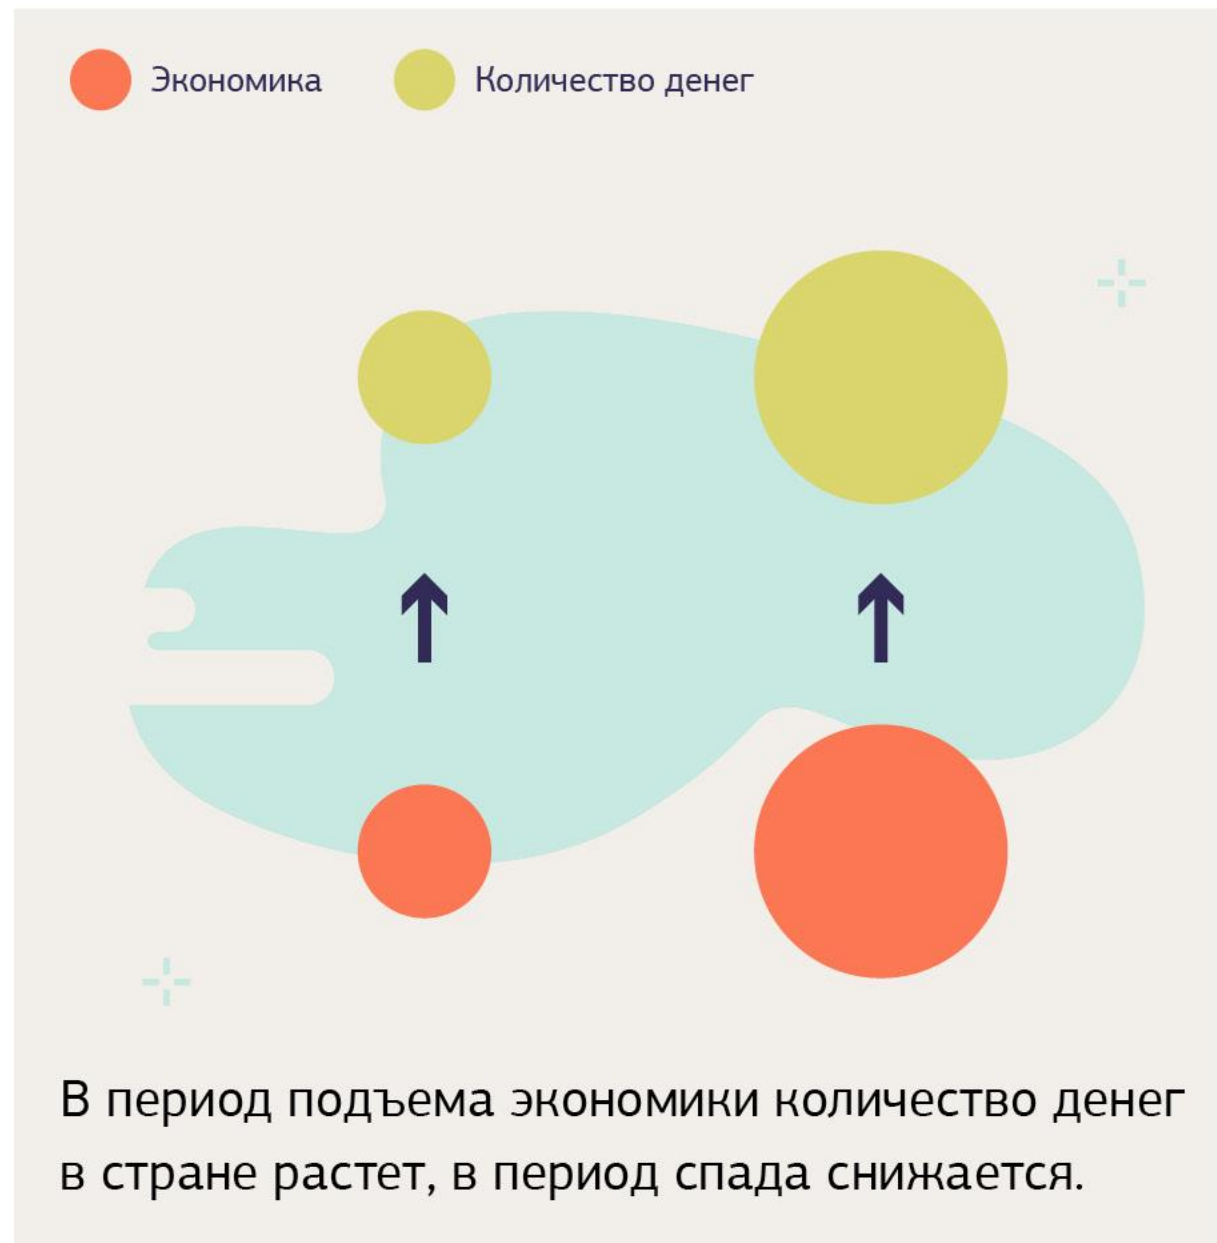 Экономика
Количество денег
В период подъема экономики количество денег
в стране растет, в период спада снижается.